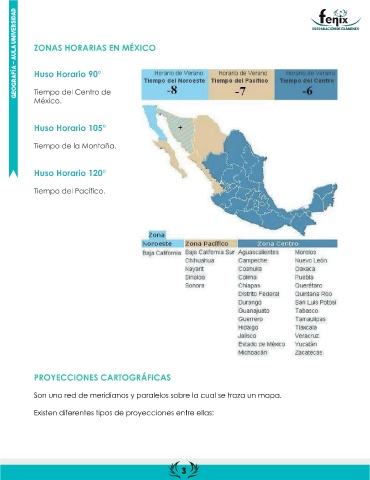 GEOGRAFÍA – AULA UNIVERSIDAD
fenix
PREPARACIÓN DE EXÁMENES
ZONAS HORARIAS EN MÉXICO
Huso Horario 90°
Tiempo del Centro de
México.
Huso Horario 105°
Tiempo de la Montaña.
Huso Horario 120°
Tiempo del Pacífico.
Horario de Verano Horario de Verano Horario de Verano
Tiempo del Noroeste Tiempo del Pacífico Tiempo del Centro
-8 -7 -6
+
Zona
Noroeste Zona Pacífico Zona Centro
Baja California Baja California Sur Aguascalientes Morelos
Chihuahua Campeche Nuevo León
Nayarit Coahuila Oaxaca
Sinaloa Colima Puebla
Sonora Chiapas Querétaro
Distrito Federal Quintana Roo
Durango San Luis Potosí
Guanajuato Tabasco
Guerrero Tamaulipas
Hidalgo Tlaxcala
Jalisco Veracruz
Estado de México Yucatán
Michoacán Zacatecas
PROYECCIONES CARTOGRÁFICAS
Son una red de meridianos y paralelos sobre la cual se traza un mapa.
Existen diferentes tipos de proyecciones entre ellas:
3